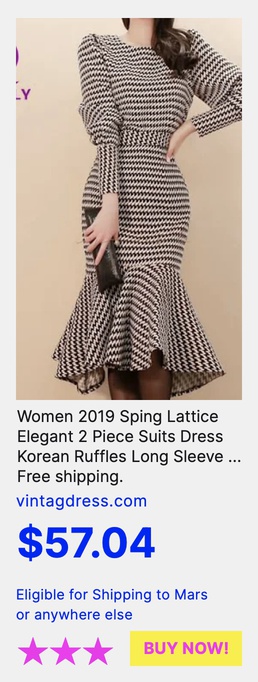 LY
Women 2019 Sping Lattice
Elegant 2 Piece Suits Dress
Korean Ruffles Long Sleeve ...
Free shipping.
vintagdress.com
$57.04
Eligible for Shipping to Mars
or anywhere else
BUY NOW!